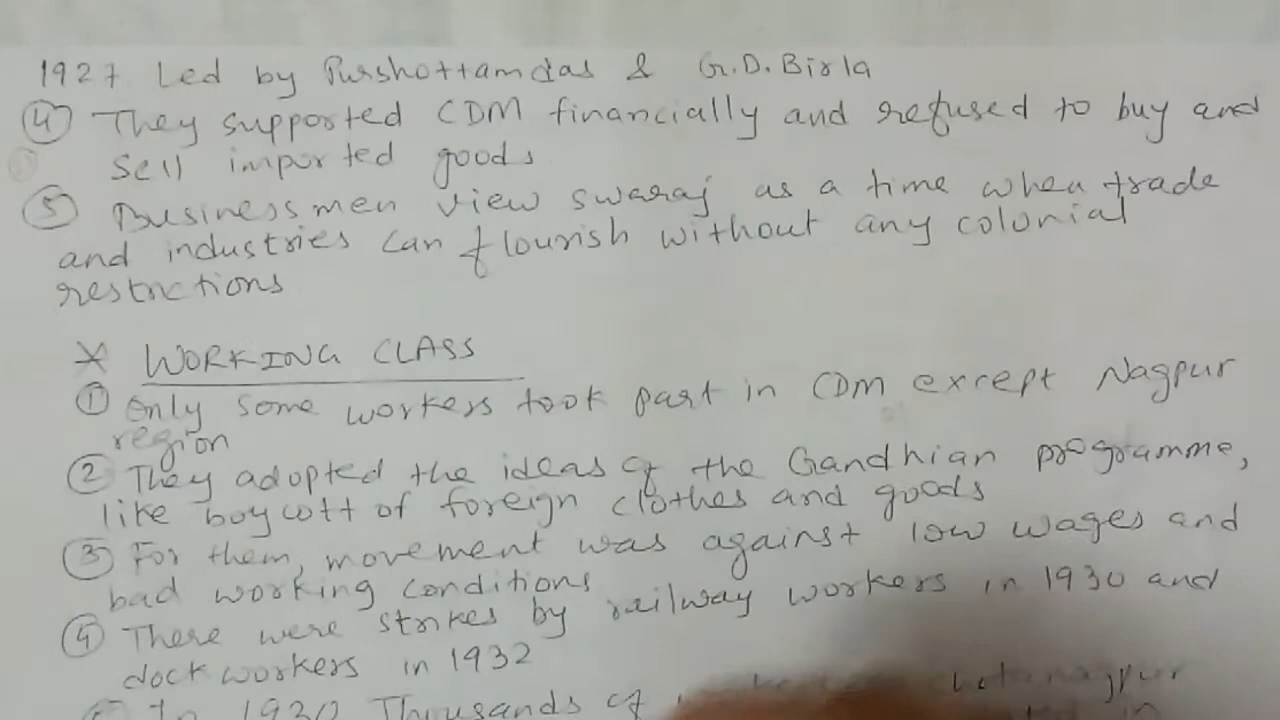 1927 Led by Purshottamdas & G.D. Birla
④ They supported CDM financially and refused to buy and
sell imported goods
⑤ Businessmen view swaraj as a time when trade
and industries can flourish without any colonial
restrictions
* WORKING CLASS
① Only some workers took part in CDM except Nagpur
region
② They adopted the ideas of the Gandhian programme,
like boycott of foreign clothes and goods
③ For them, movement was against low wages and
bad working conditions
④ There were strikes by railway workers in 1930 and
dock workers in 1932
In 1930 Thousands of